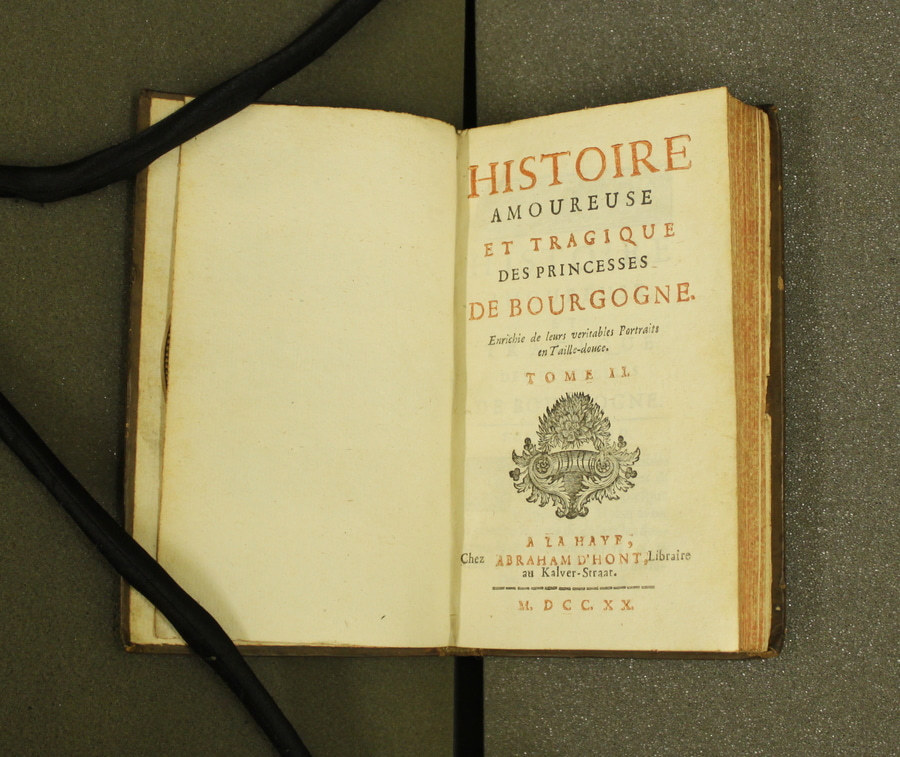 HISTOIRE
AMOUREUSE
ET TRAGIQUE
DES PRINCESSES
DE BOURGOGNE.
Enrichie de leurs veritables Portraits
en Taille-douce.
TOME II.
A LA HAYE,
Chez ABRAHAM D'HONT, Libraire
au Kalver-Straat.
M. DCC. XX.